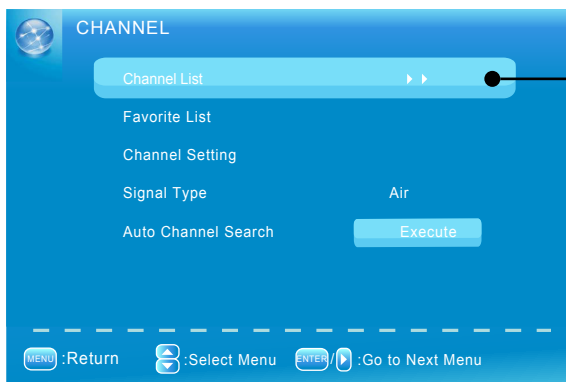 CHANNEL
Channel List
Favorite List
Channel Setting
Signal Type Air
Auto Channel Search Execute
MENU :Return :Select Menu ENTER / :Go to Next Menu